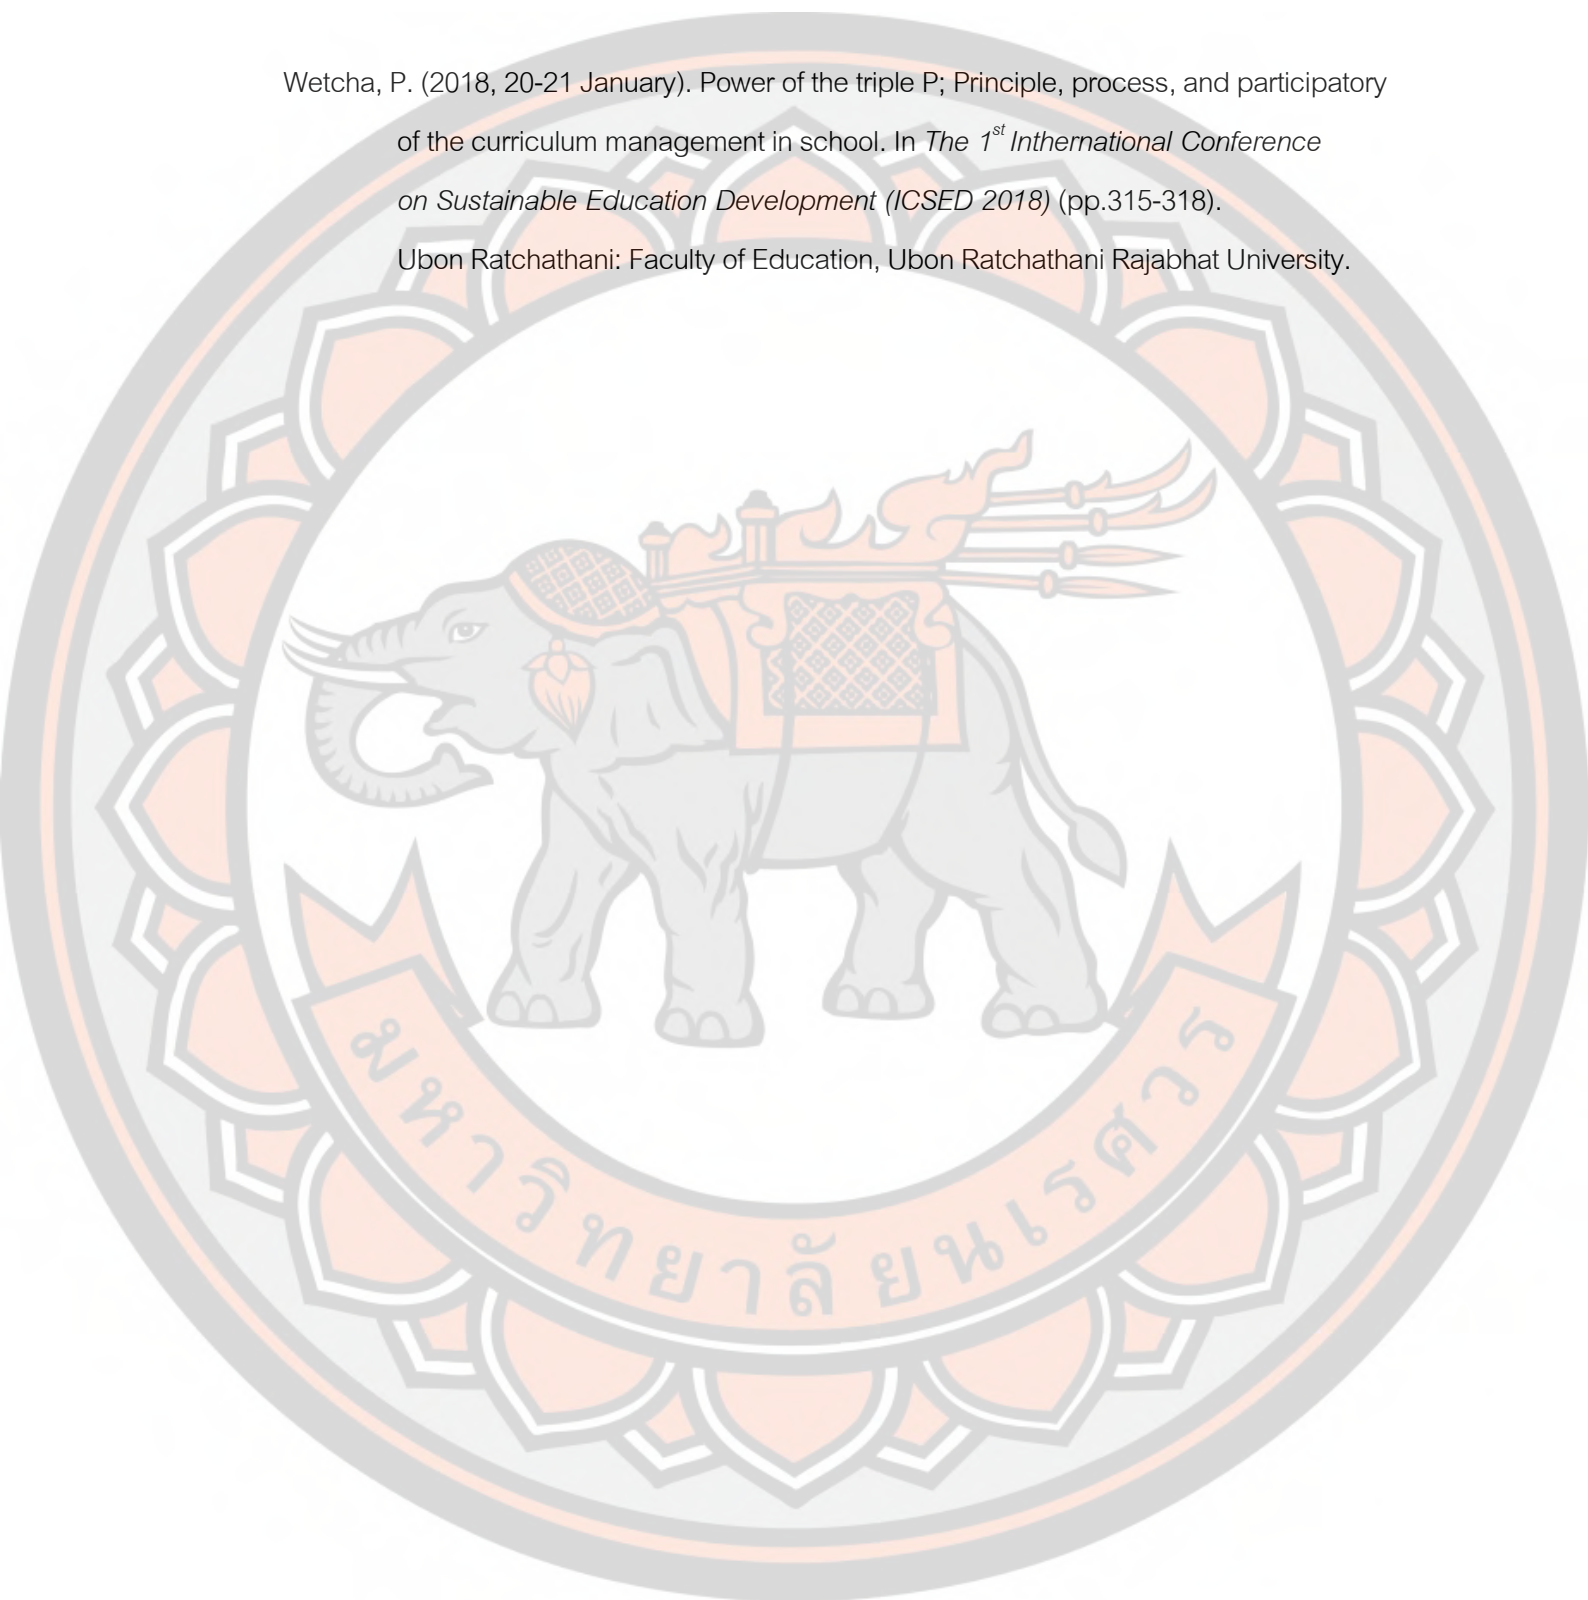 Wetcha, P. (2018, 20-21 January). Power of the triple P; Principle, process, and participatory
of the curriculum management in school. In The 1st Inthernational Conference
on Sustainable Education Development (ICSED 2018) (pp.315-318).
Ubon Ratchathani: Faculty of Education, Ubon Ratchathani Rajabhat University.
มหาวิทยาลัยนเรศวร